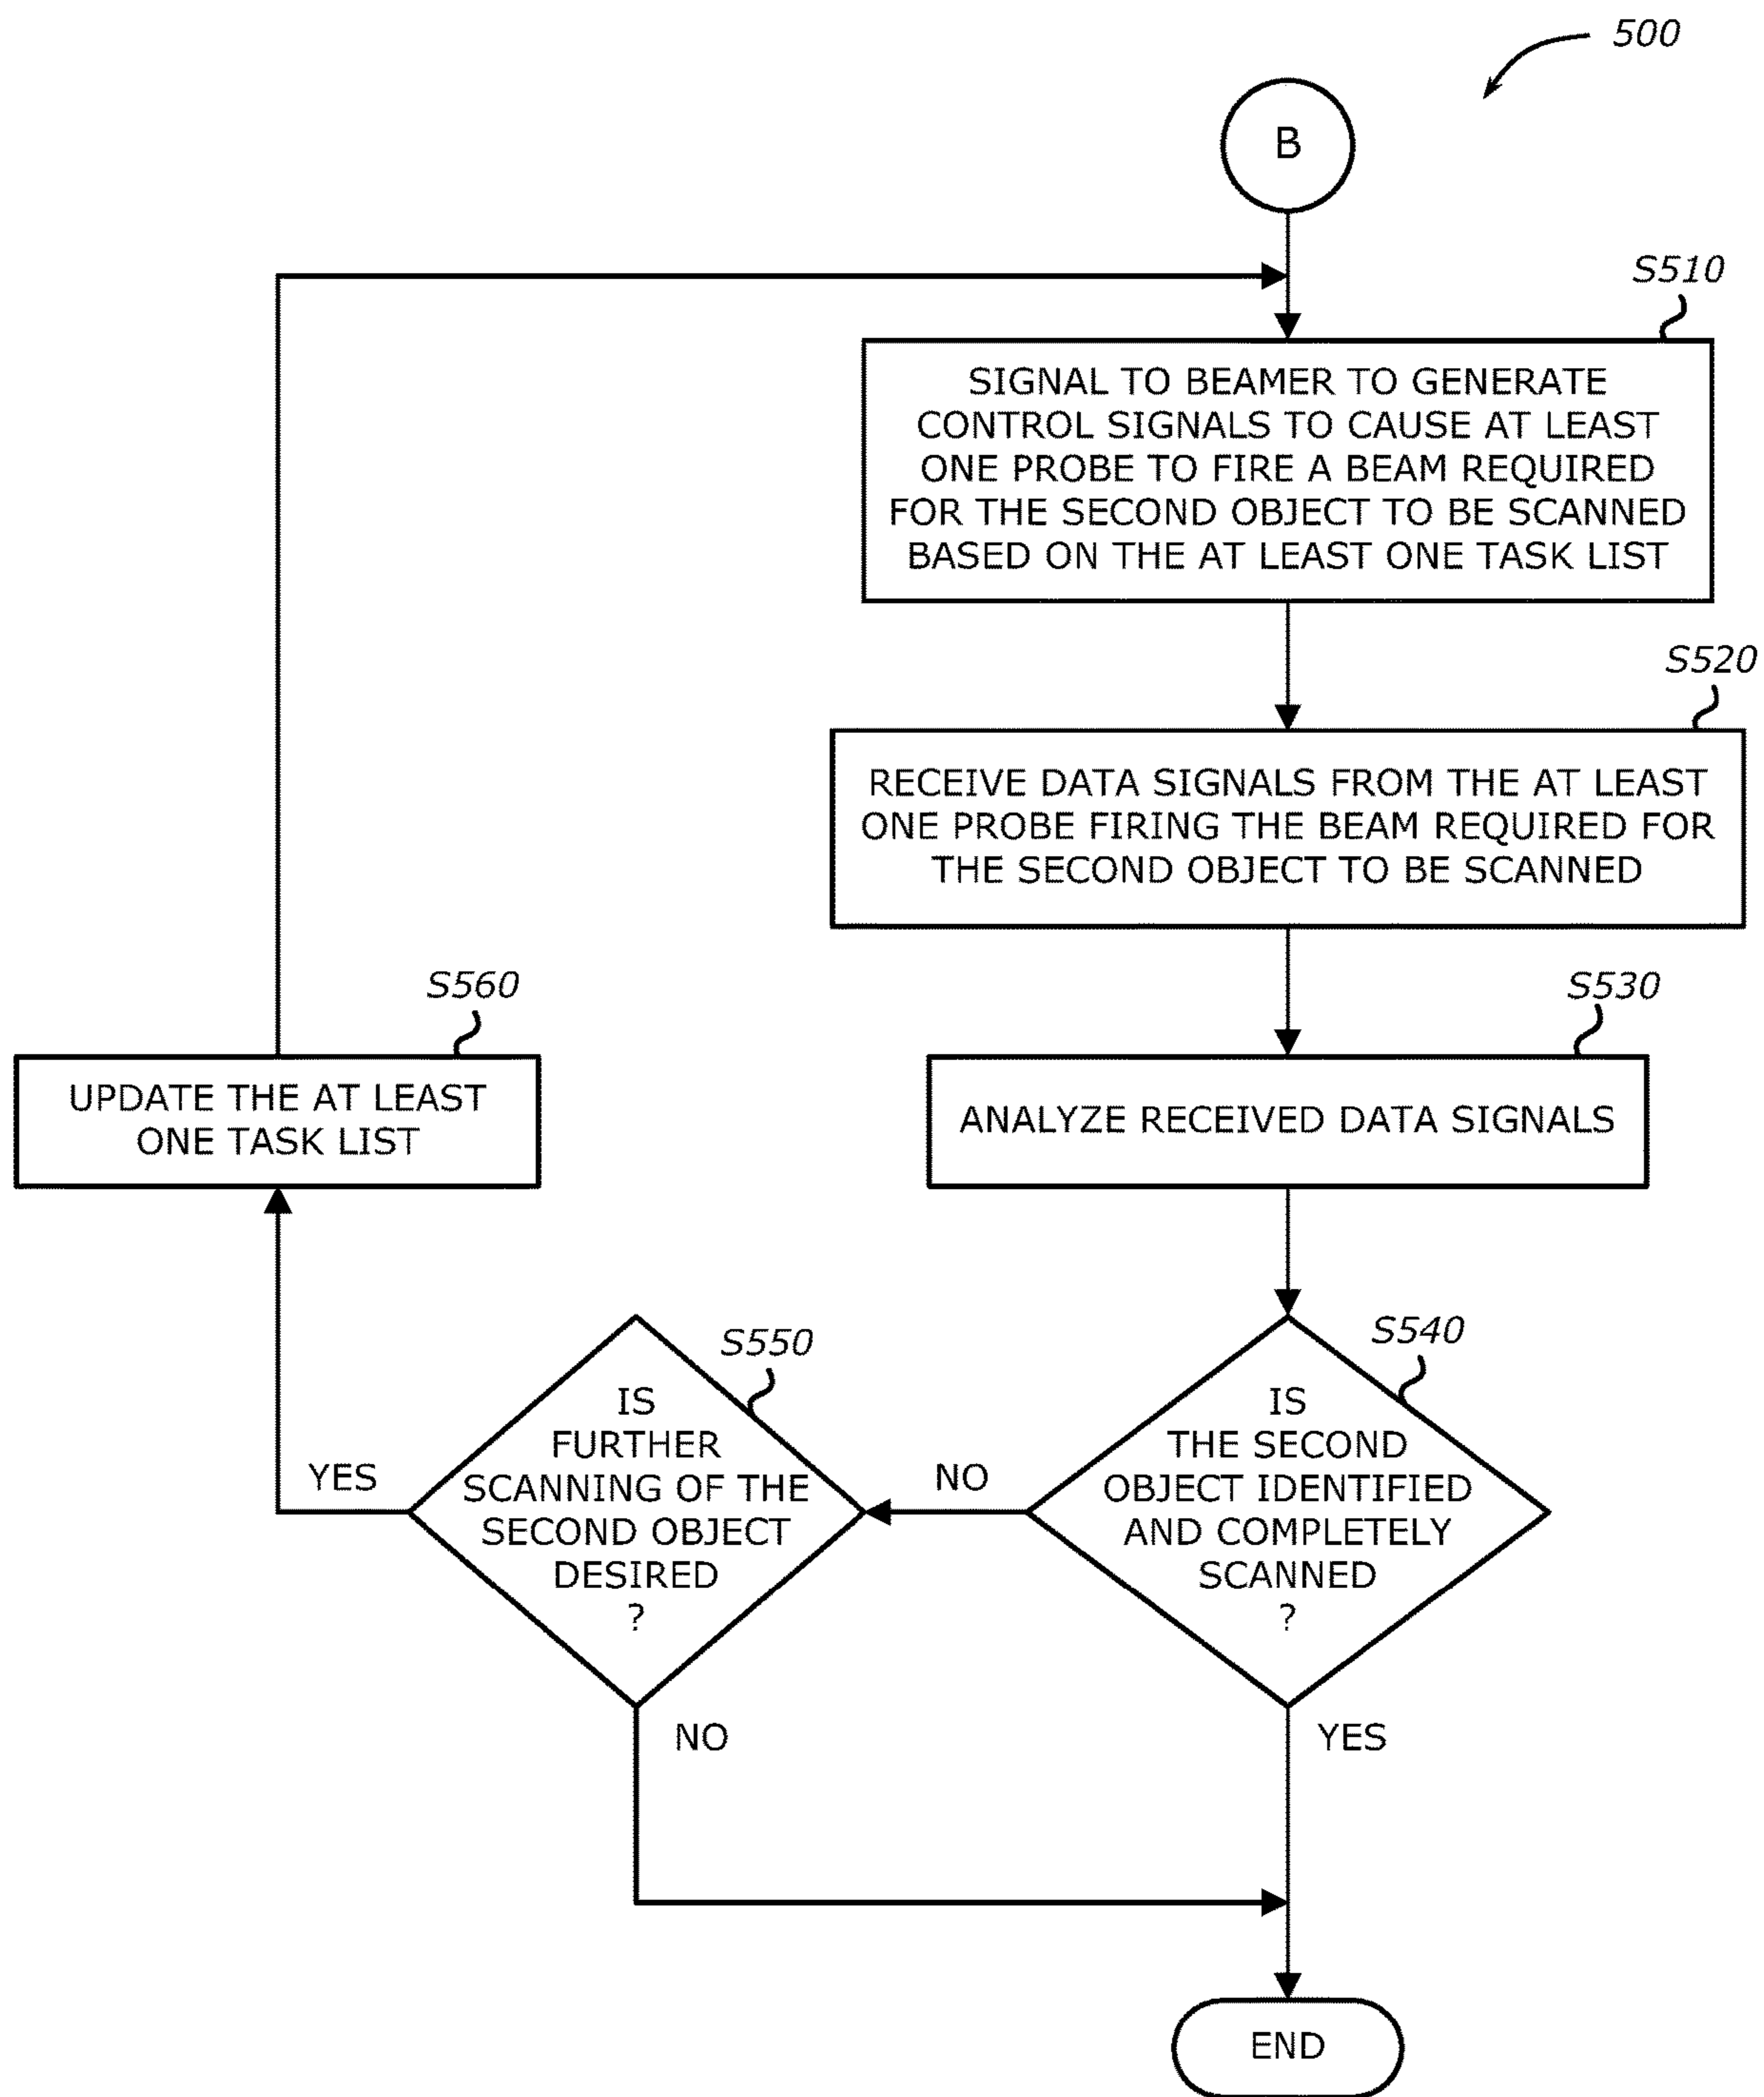 500
B
S510
SIGNAL TO BEAMER TO GENERATE
CONTROL SIGNALS TO CAUSE AT LEAST
ONE PROBE TO FIRE A BEAM REQUIRED
FOR THE SECOND OBJECT TO BE SCANNED
BASED ON THE AT LEAST ONE TASK LIST
S520
RECEIVE DATA SIGNALS FROM THE AT LEAST
ONE PROBE FIRING THE BEAM REQUIRED FOR
THE SECOND OBJECT TO BE SCANNED
S530
ANALYZE RECEIVED DATA SIGNALS
S540
IS
THE SECOND
OBJECT IDENTIFIED
AND COMPLETELY
SCANNED
?
NO
YES
S550
IS
FURTHER
SCANNING OF THE
SECOND OBJECT
DESIRED
?
YES
NO
S560
UPDATE THE AT LEAST
ONE TASK LIST
END